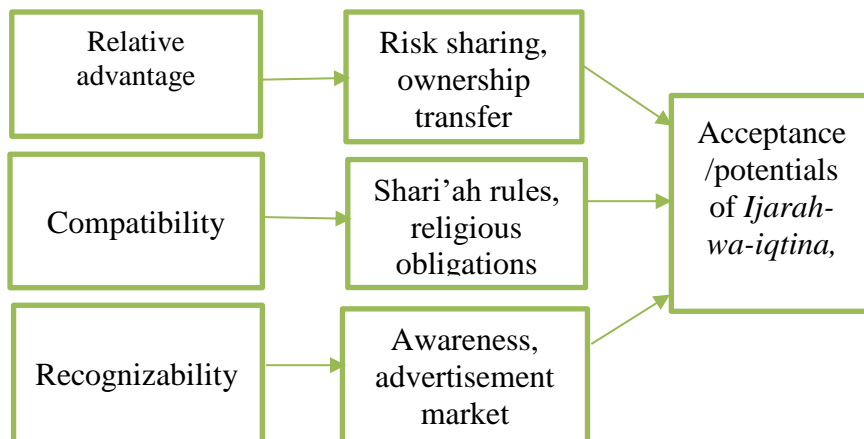 Relative
advantage
Risk sharing,
ownership
transfer
Acceptance
/potentials
of Ijarah-
wa-iqtina,
Compatibility
Shari’ah rules,
religious
obligations
Recognizability
Awareness,
advertisement
market